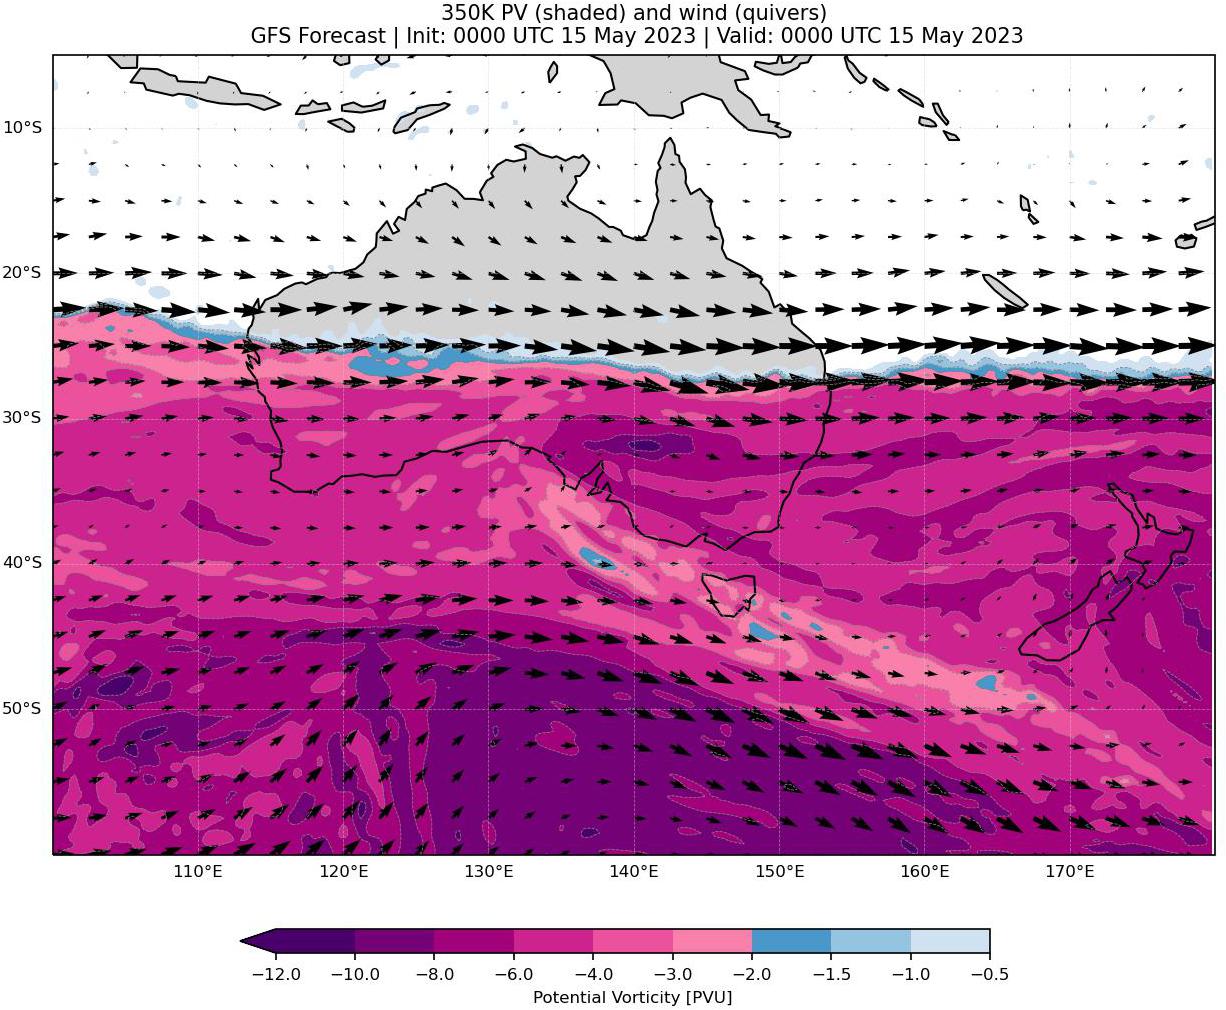 350K PV (shaded) and wind (quivers)
GFS Forecast | Init: 0000 UTC 15 May 2023 | Valid: 0000 UTC 15 May 2023
10°S
20°S
30°S
40°S
50°S
110°E 120°E 130°E 140°E 150°E 160°E 170°E
−12.0 −10.0 −8.0 −6.0 −4.0 −3.0 −2.0 −1.5 −1.0 −0.5
Potential Vorticity [PVU]